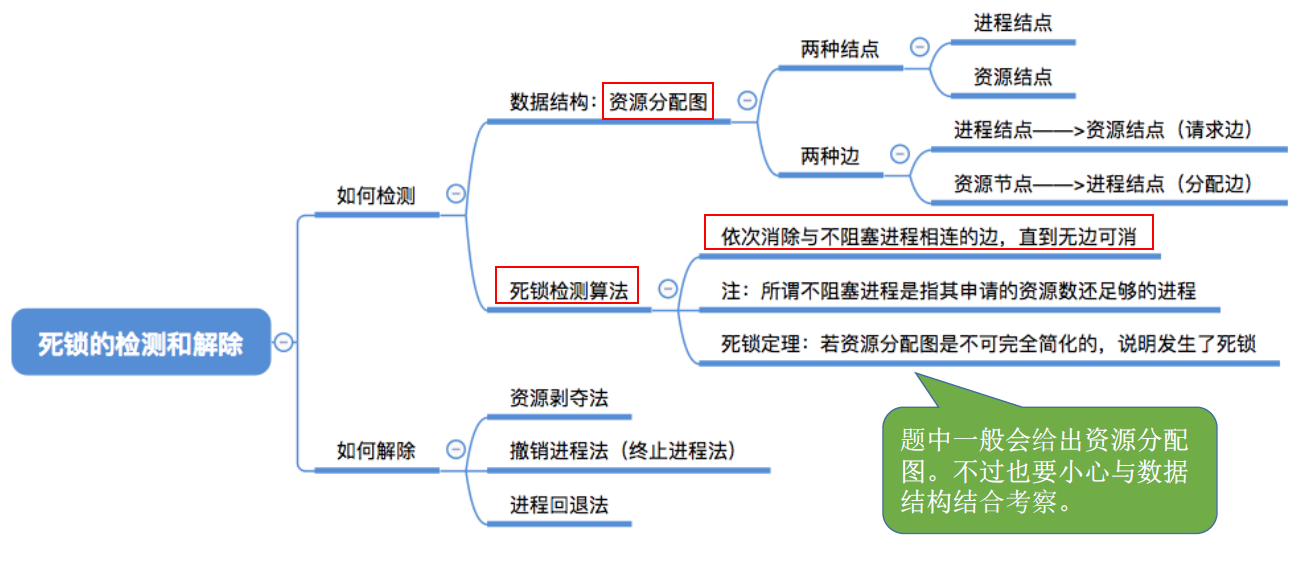 死锁的检测和解除
如何检测
数据结构：资源分配图
两种结点
进程结点
资源结点
两种边
进程结点——>资源结点（请求边）
资源节点——>进程结点（分配边）
死锁检测算法
依次消除与不阻塞进程相连的边，直到无边可消
注：所谓不阻塞进程是指其申请的资源数还足够的进程
死锁定理：若资源分配图是不可完全简化的，说明发生了死锁
题中一般会给出资源分配
图。不过也要小心与数据
结构结合考察。
如何解除
资源剥夺法
撤销进程法（终止进程法）
进程回退法